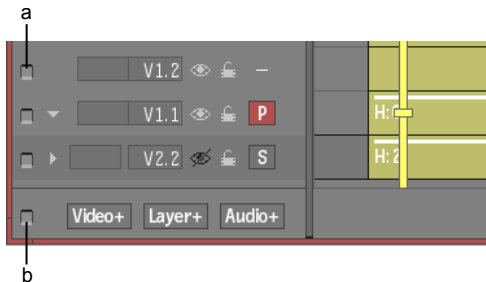 a
V1.2 –
V1.1 P H:
V2.2 S H: 2
Video+ Layer+ Audio+
b